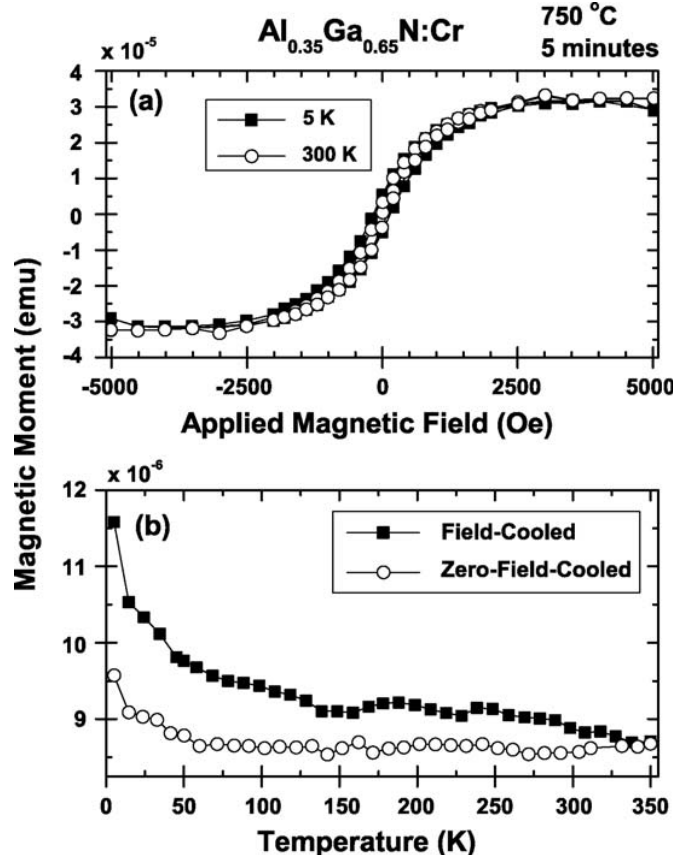 Al0.35Ga0.65N:Cr
750 °C
5 minutes
x 10-5
(a)
5 K
300 K
4
3
2
1
0
-1
-2
-3
-4
-5000 -2500 0 2500 5000
Applied Magnetic Field (Oe)
Magnetic Moment (emu)
x 10-6
(b)
Field-Cooled
Zero-Field-Cooled
12
11
10
9
0 50 100 150 200 250 300 350
Temperature (K)